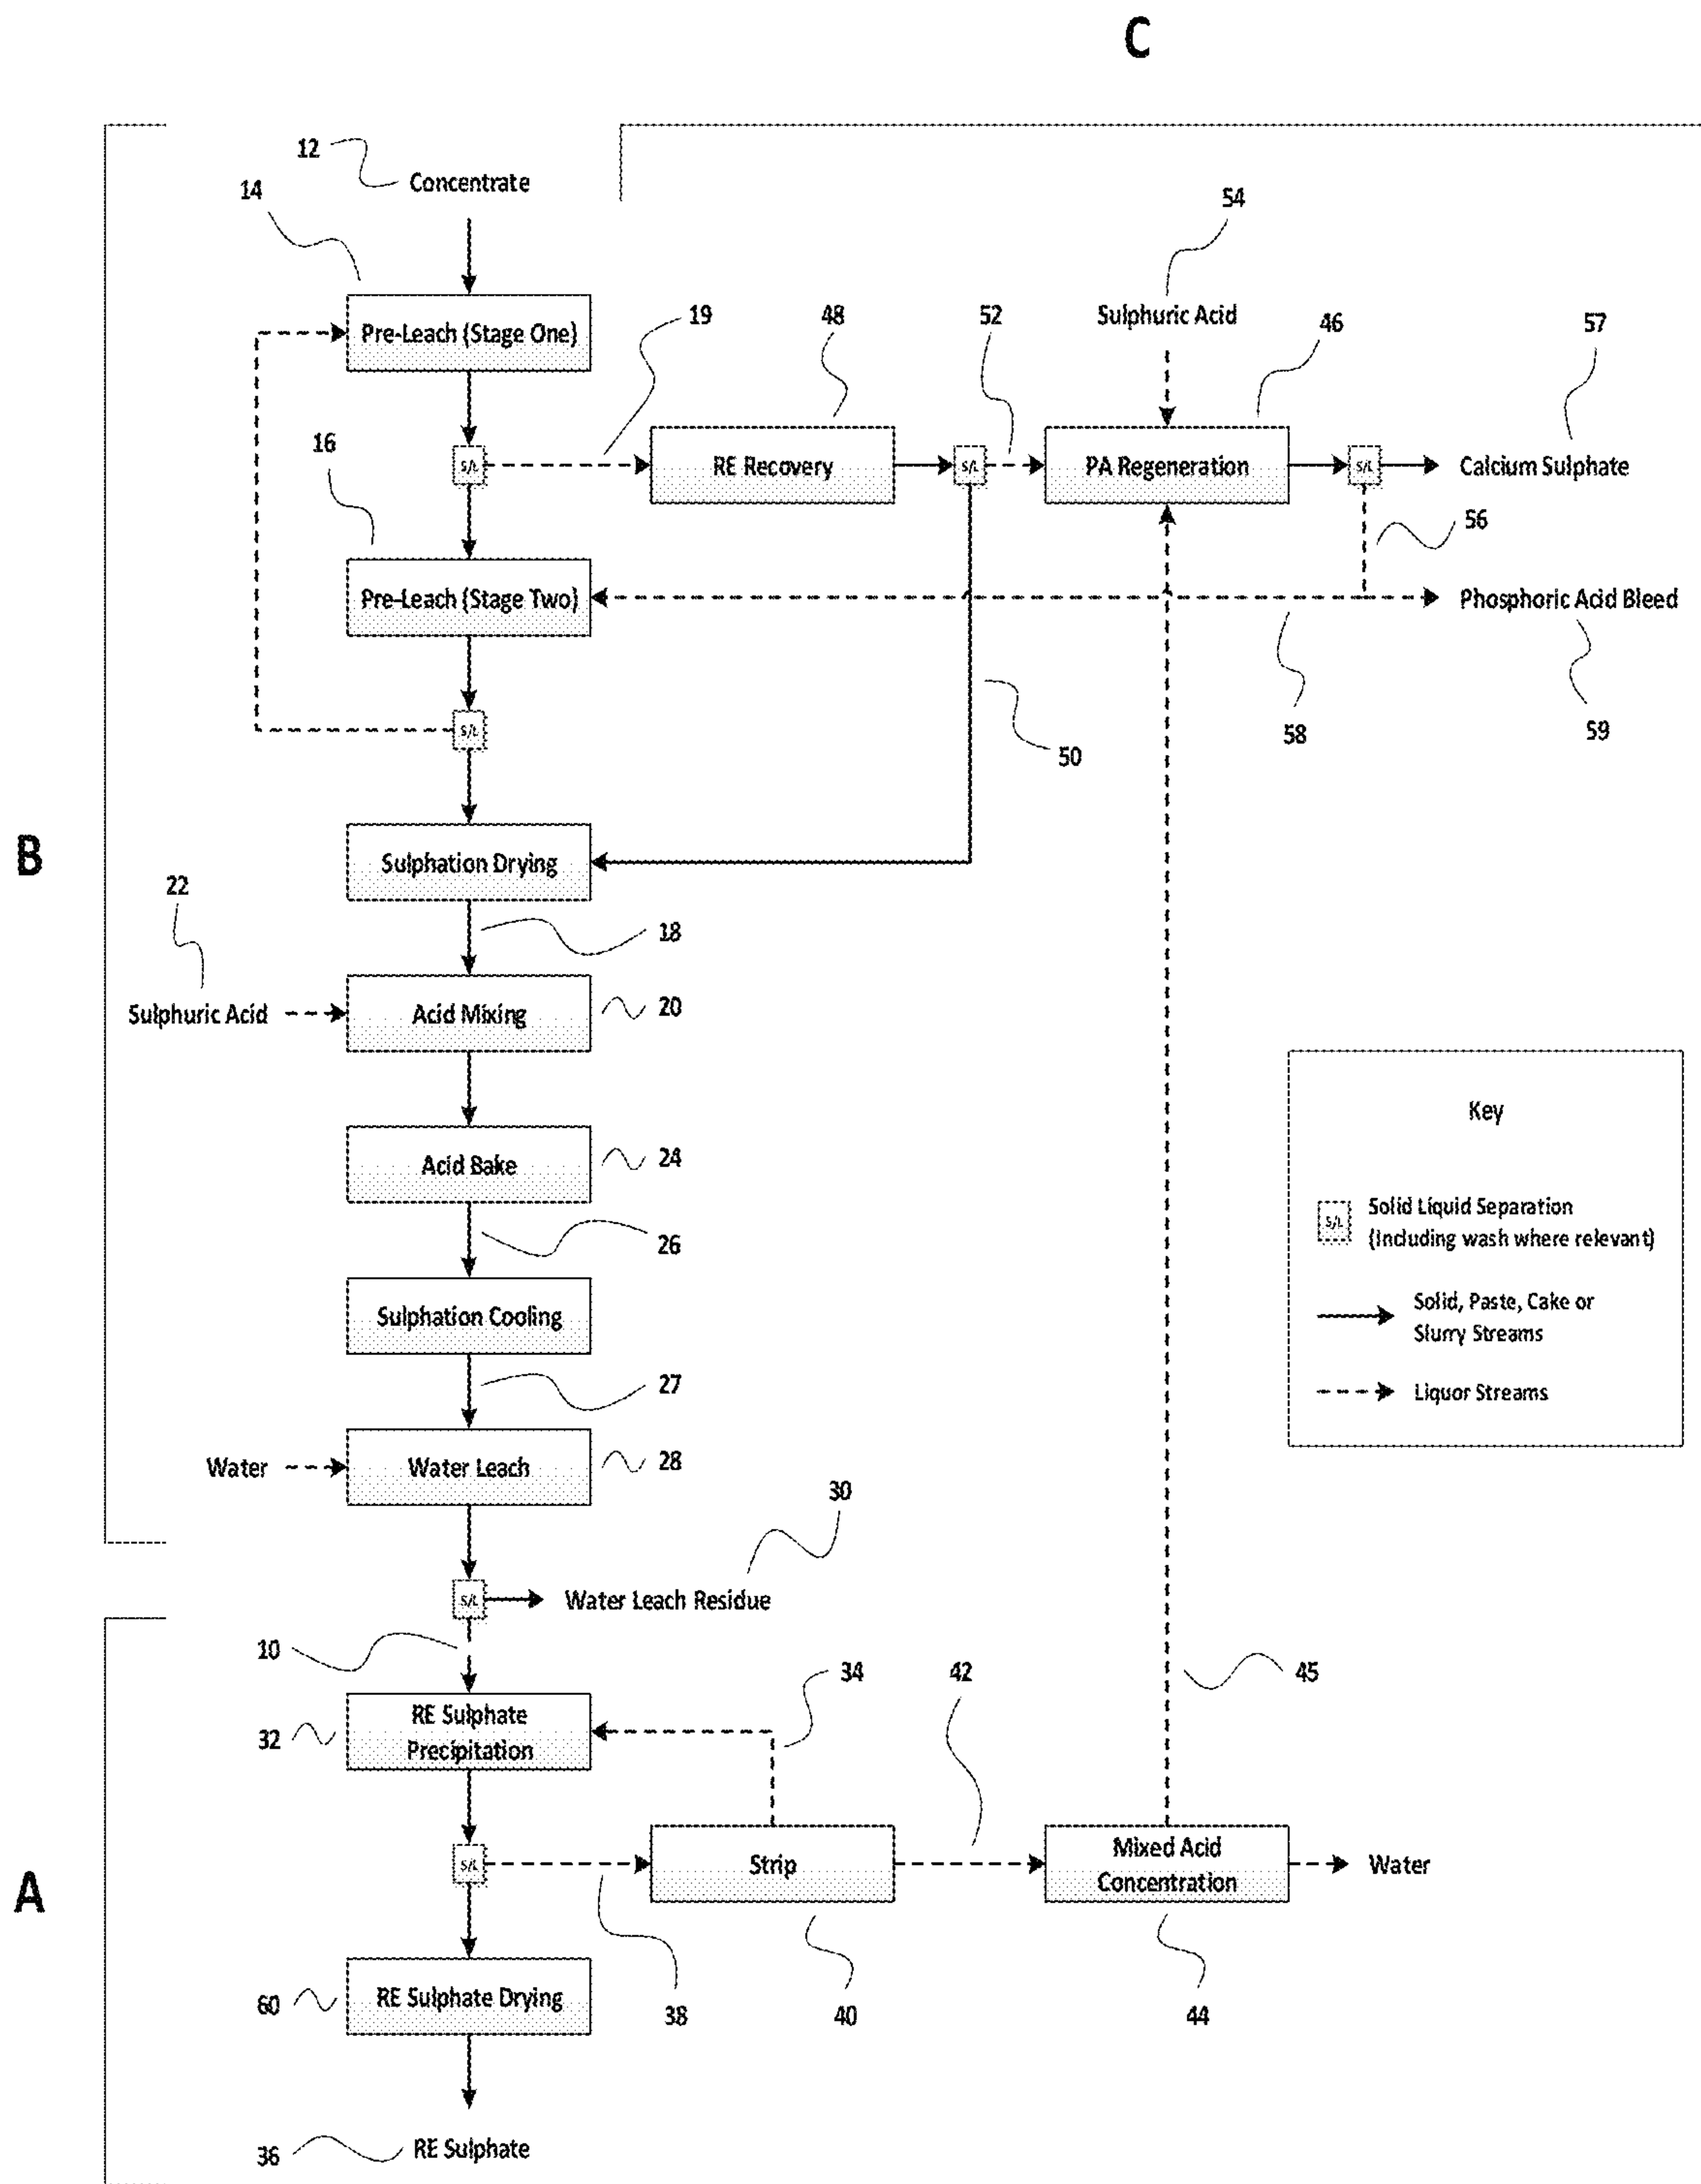 C
12
Concentrate
14
54
Pre-Leach (Stage One)
19
48
52
Sulphuric Acid
46
57
16
S/L
RE Recovery
S/L
PA Regeneration
S/L
Calcium Sulphate
56
Pre-Leach (Stage Two)
Phosphoric Acid Bleed
58
59
S/L
50
B
Sulphation Drying
22
18
Sulphuric Acid
Acid Mixing
20
Key
Acid Bake
24
S/L
Solid Liquid Separation
(Including wash where relevant)
26
Sulphation Cooling
Solid, Paste, Cake or
Slurry Streams
27
Liquor Streams
Water
Water Leach
28
30
S/L
Water Leach Residue
10
34
42
45
32
RE Sulphate
Precipitation
A
S/L
Strip
Mixed Acid
Concentration
Water
60
RE Sulphate Drying
38
40
44
36
RE Sulphate